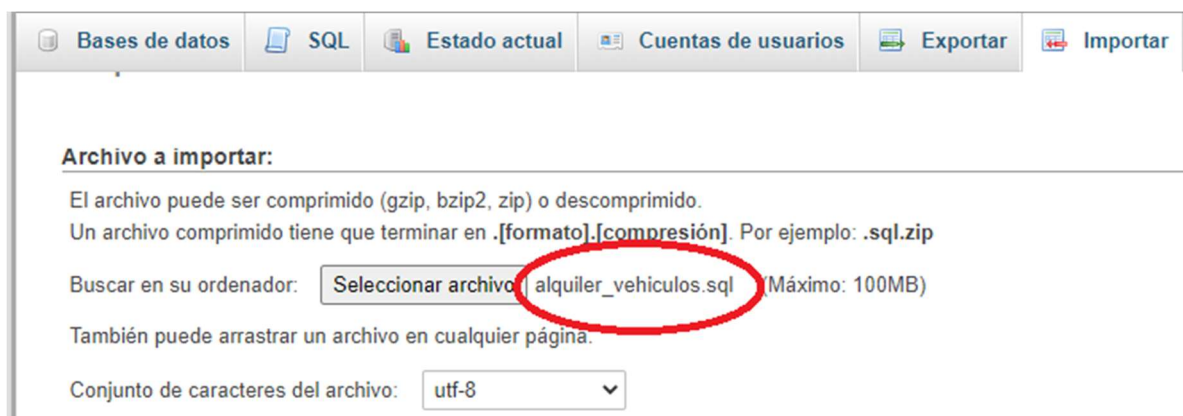 Bases de datos SQL Estado actual Cuentas de usuarios Exportar Importar
Archivo a importar:
El archivo puede ser comprimido (gzip, bzip2, zip) o descomprimido.
Un archivo comprimido tiene que terminar en .[formato].[compresión]. Por ejemplo: .sql.zip
Buscar en su ordenador: Seleccionar archivo alquiler_vehiculos.sql (Máximo: 100MB)
También puede arrastrar un archivo en cualquier página.
Conjunto de caracteres del archivo: utf-8